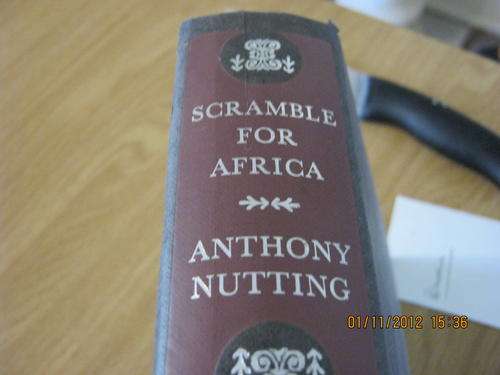 SCRAMBLE
FOR
AFRICA
ANTHONY
NUTTING
01/11/2012 15:36